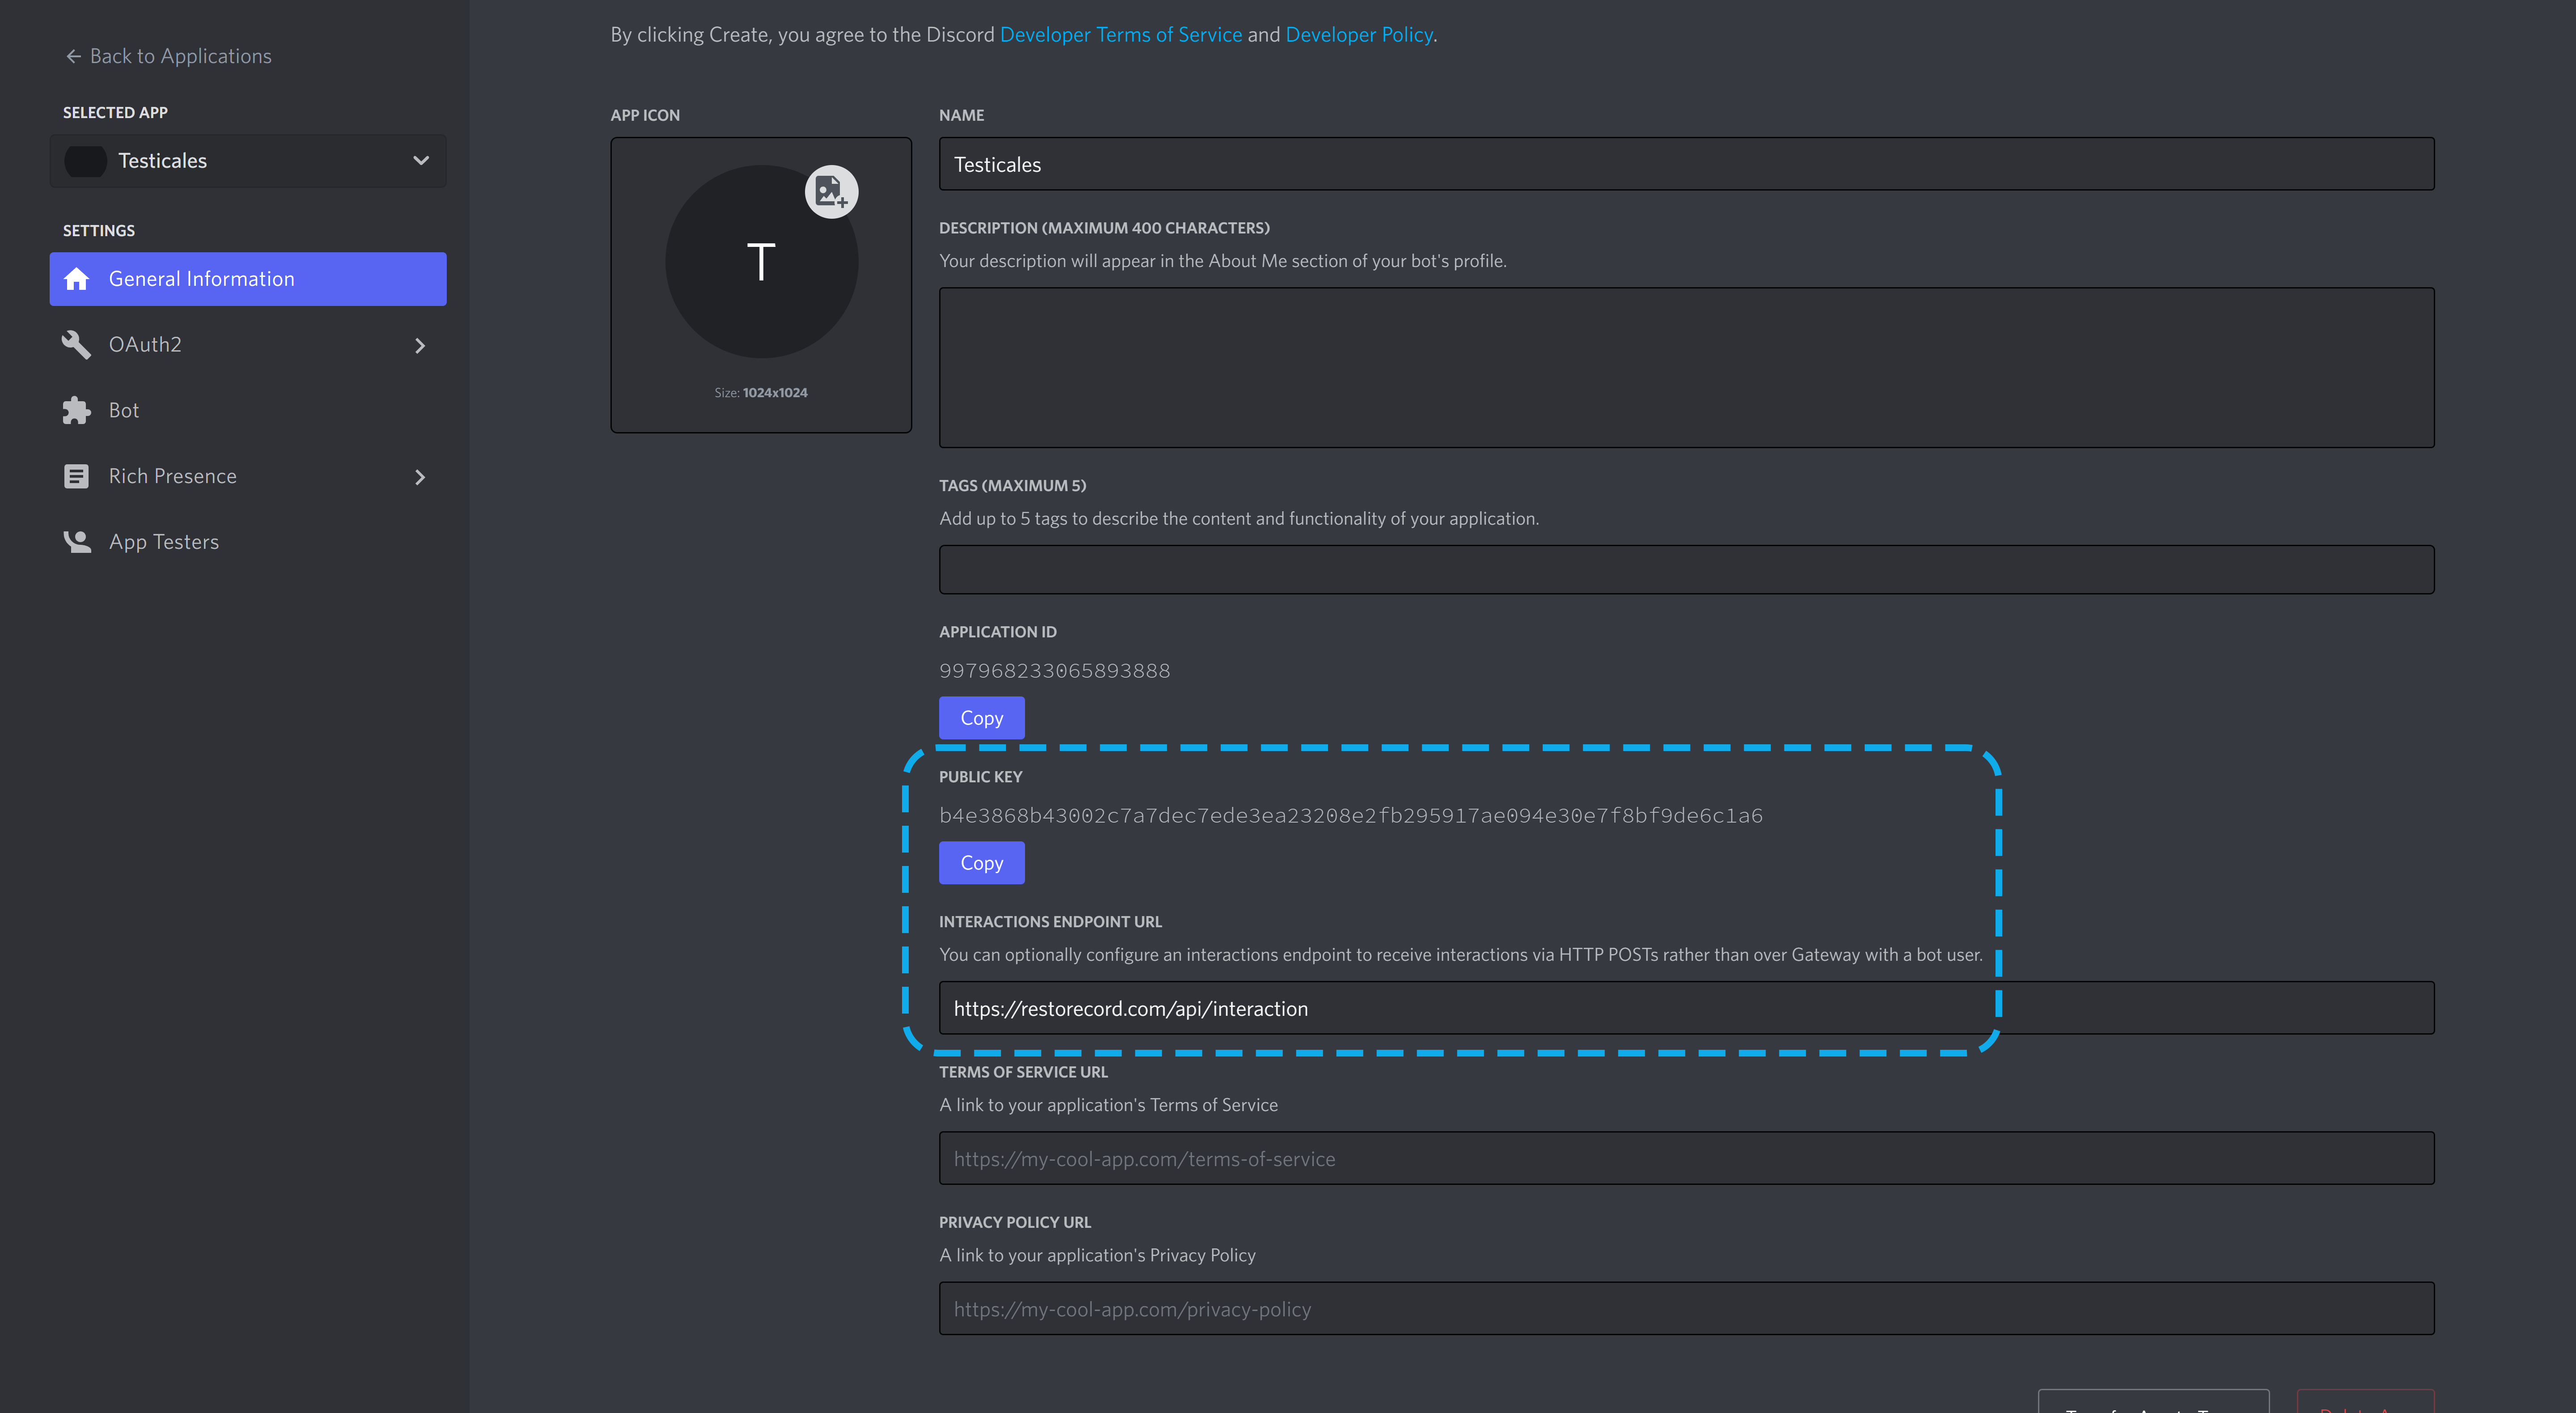 By clicking Create, you agree to the Discord Developer Terms of Service and Developer Policy.
← Back to Applications
SELECTED APP
Testicales
SETTINGS
General Information
OAuth2
Bot
Rich Presence
App Testers
APP ICON
T
Size: 1024x1024
NAME
Testicales
DESCRIPTION (MAXIMUM 400 CHARACTERS)
Your description will appear in the About Me section of your bot's profile.
TAGS (MAXIMUM 5)
Add up to 5 tags to describe the content and functionality of your application.
APPLICATION ID
997968233065893888
Copy
PUBLIC KEY
b4e3868b43002c7a7dec7ede3ea23208e2fb295917ae094e30e7f8bf9de6c1a6
Copy
INTERACTIONS ENDPOINT URL
You can optionally configure an interactions endpoint to receive interactions via HTTP POSTs rather than over Gateway with a bot user.
https://restorecord.com/api/interaction
TERMS OF SERVICE URL
A link to your application's Terms of Service
https://my-cool-app.com/terms-of-service
PRIVACY POLICY URL
A link to your application's Privacy Policy
https://my-cool-app.com/privacy-policy